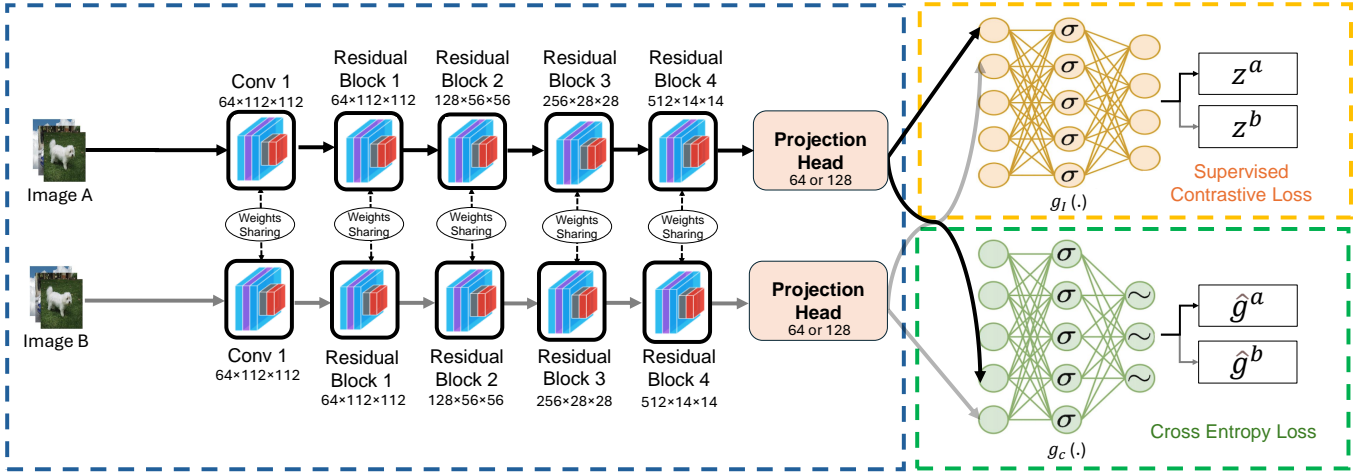 Image A
Conv 1
64×112×112
Residual
Block 1
64×112×112
Residual
Block 2
128×56×56
Residual
Block 3
256×28×28
Residual
Block 4
512×14×14
Projection
Head
64 or 128
Weights
Sharing
Weights
Sharing
Weights
Sharing
Weights
Sharing
Weights
Sharing
Image B
Conv 1
64×112×112
Residual
Block 1
64×112×112
Residual
Block 2
128×56×56
Residual
Block 3
256×28×28
Residual
Block 4
512×14×14
Projection
Head
64 or 128
σ
σ
σ
σ
σ
g_I (.)
z^a
z^b
Supervised
Contrastive Loss
σ
σ
σ
σ
σ
~
~
~
g_c (.)
ĝ^a
ĝ^b
Cross Entropy Loss